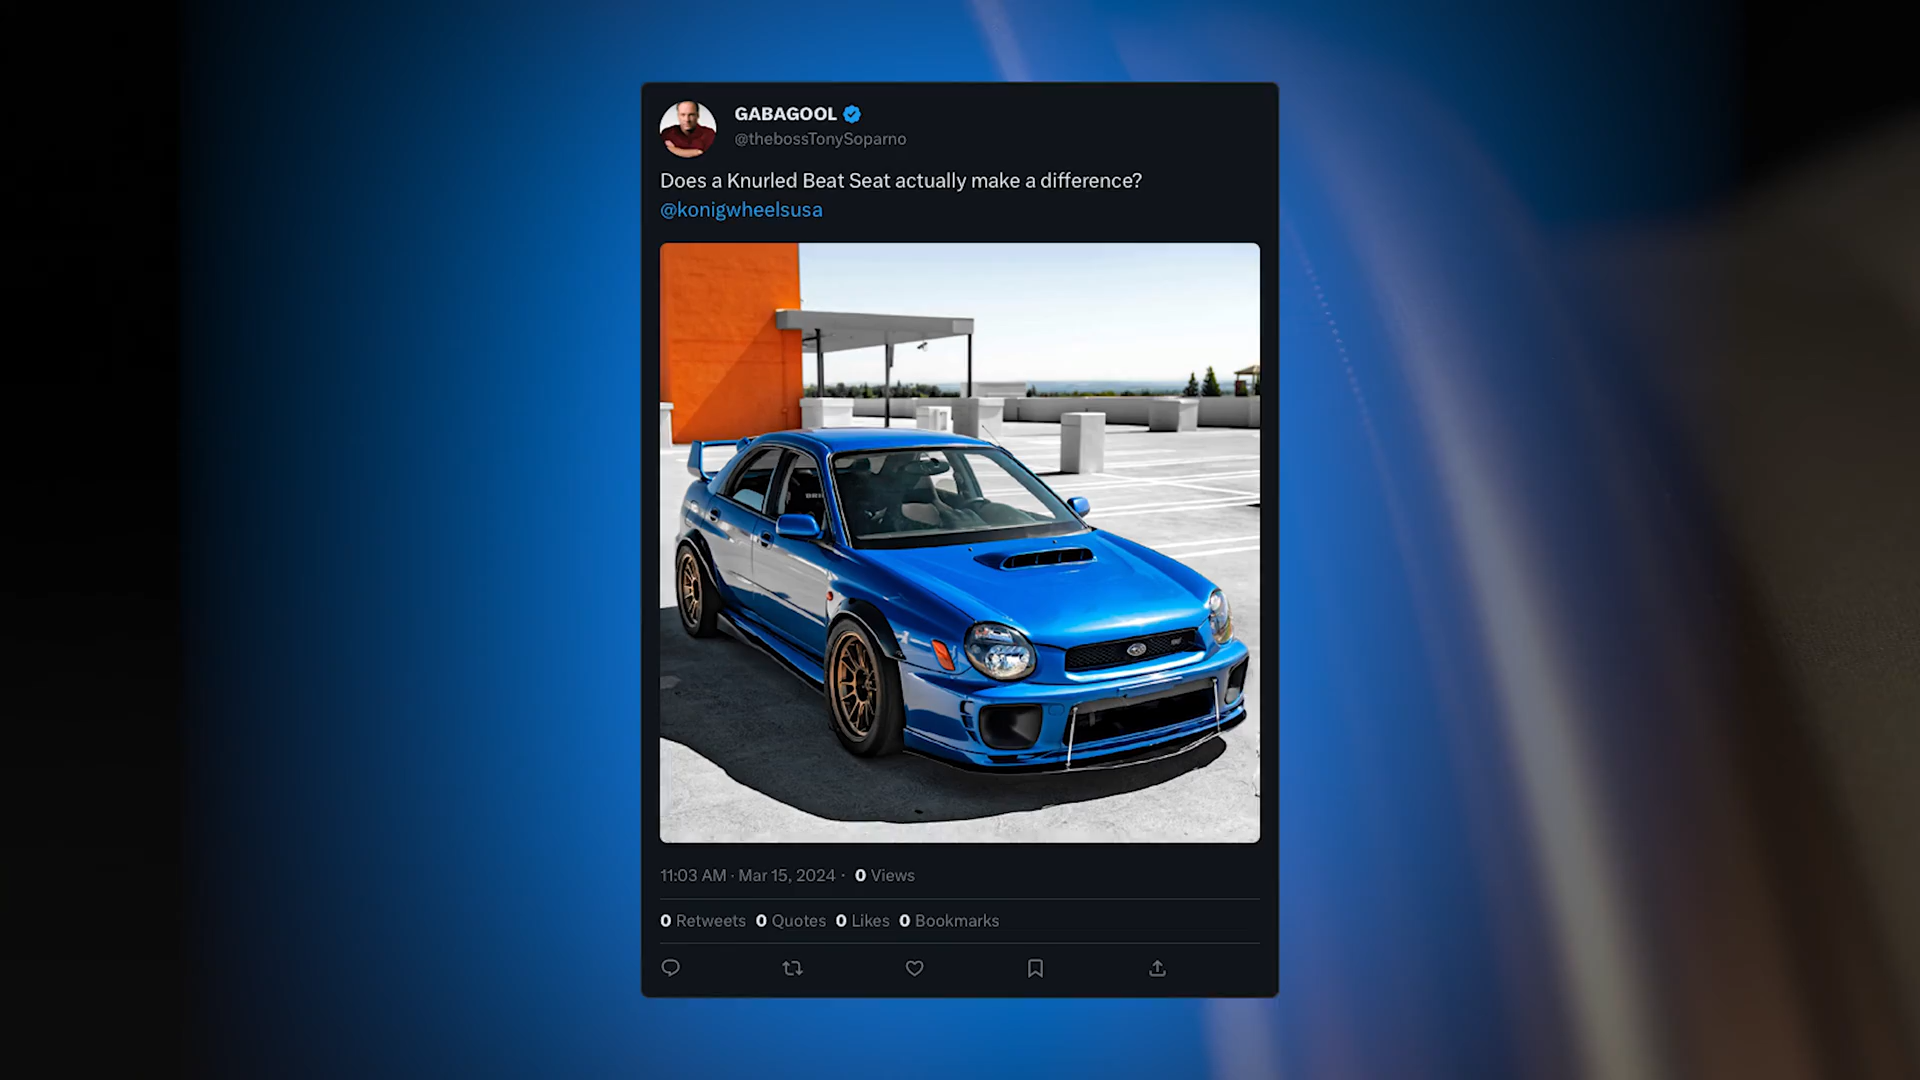 GABAGOOL
@thebossTonySoparno
Does a Knurled Beat Seat actually make a difference?
@konigwheelsusa
11:03 AM · Mar 15, 2024 · 0 Views
0 Retweets 0 Quotes 0 Likes 0 Bookmarks